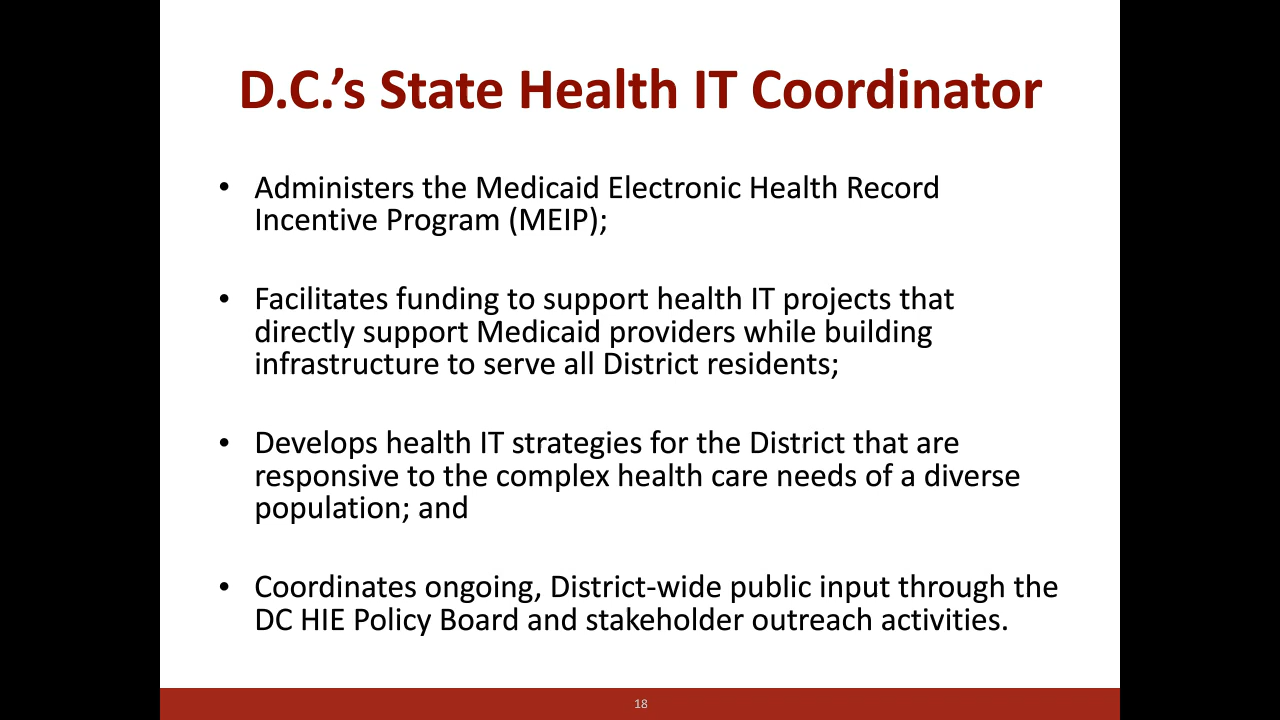 D.C.’s State Health IT Coordinator
• Administers the Medicaid Electronic Health Record
Incentive Program (MEIP);
• Facilitates funding to support health IT projects that
directly support Medicaid providers while building
infrastructure to serve all District residents;
• Develops health IT strategies for the District that are
responsive to the complex health care needs of a diverse
population; and
• Coordinates ongoing, District-wide public input through the
DC HIE Policy Board and stakeholder outreach activities.
18